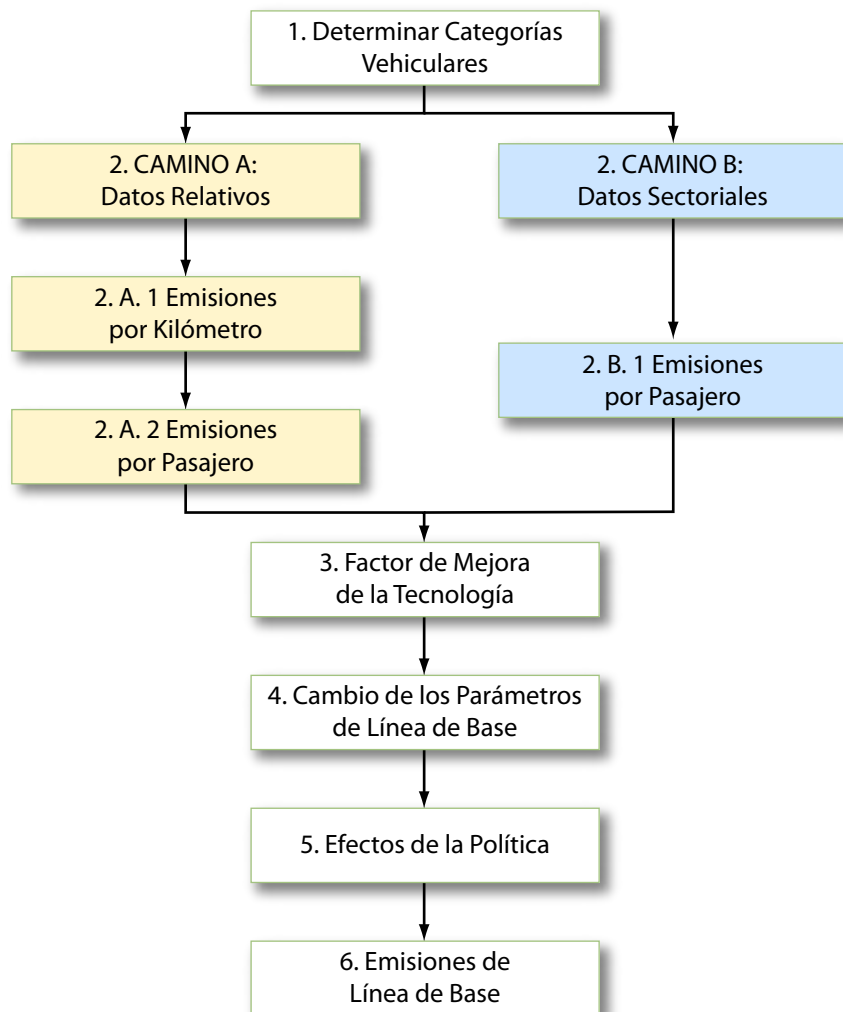 1. Determinar Categorías
Vehiculares
2. CAMINO A:
Datos Relativos
2. CAMINO B:
Datos Sectoriales
2. A. 1 Emisiones
por Kilómetro
2. B. 1 Emisiones
por Pasajero
2. A. 2 Emisiones
por Pasajero
3. Factor de Mejora
de la Tecnología
4. Cambio de los Parámetros
de Línea de Base
5. Efectos de la Política
6. Emisiones de
Línea de Base